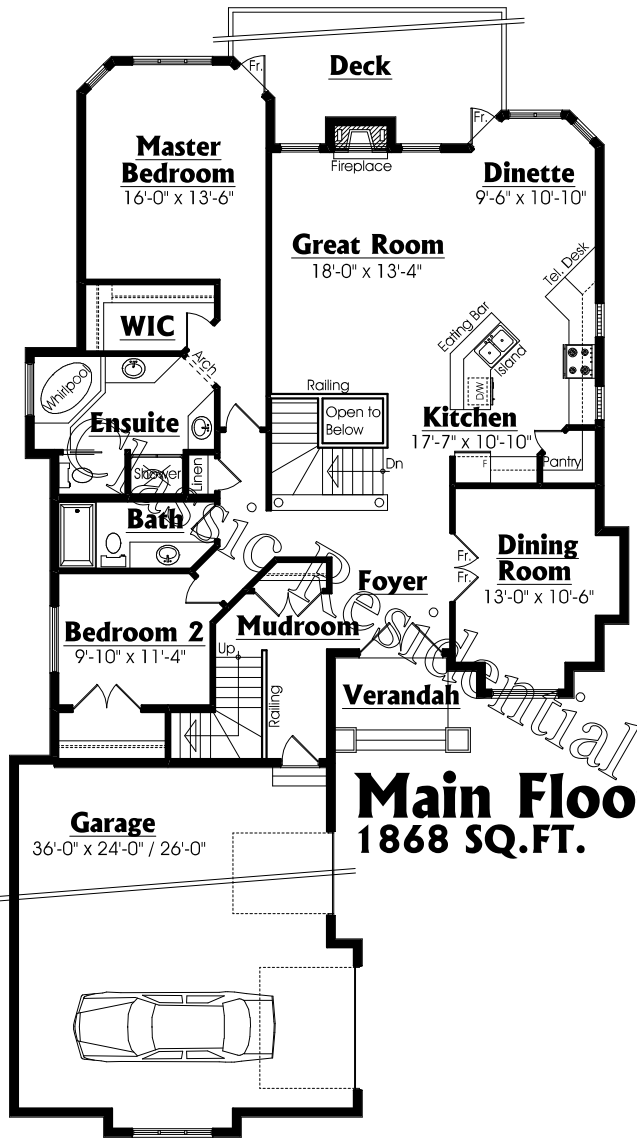 Deck
Fr.
Fr.
Fireplace
Master
Bedroom
16'-0" x 13'-6"
Dinette
9'-6" x 10'-10"
Great Room
18'-0" x 13'-4"
Tel. Desk
WIC
Eating Bar
Island
D/W
Arch
Whirlpool
Railing
Open to
Below
Ensuite
Kitchen
17'-7" x 10'-10"
Dn
F
Pantry
Shower
Linen
Bath
Fr.
Fr.
Dining
Room
13'-0" x 10'-6"
Foyer
Bedroom 2
9'-10" x 11'-4"
Mudroom
Up
Railing
Verandah
Classic Residential
Main Floo
1868 SQ.FT.
Garage
36'-0" x 24'-0" / 26'-0"